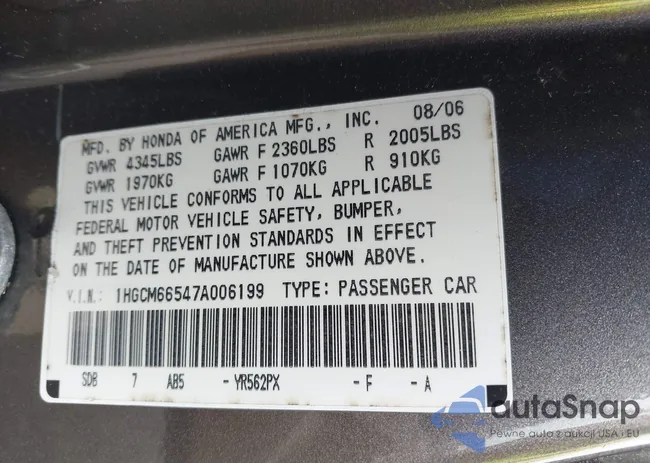 MFD. BY HONDA OF AMERICA MFG., INC. 08/06
GVWR 4345LBS GAWR F 2360LBS R 2005LBS
GVWR 1970KG GAWR F 1070KG R 910KG
THIS VEHICLE CONFORMS TO ALL APPLICABLE
FEDERAL MOTOR VEHICLE SAFETY, BUMPER,
AND THEFT PREVENTION STANDARDS IN EFFECT
ON THE DATE OF MANUFACTURE SHOWN ABOVE.
V.I.N.: 1HGCM66547A006199 TYPE: PASSENGER CAR
SDB 7 AB5 - YR562PX - F - A
autaSnap
Pewne auta z aukcji USA i EU